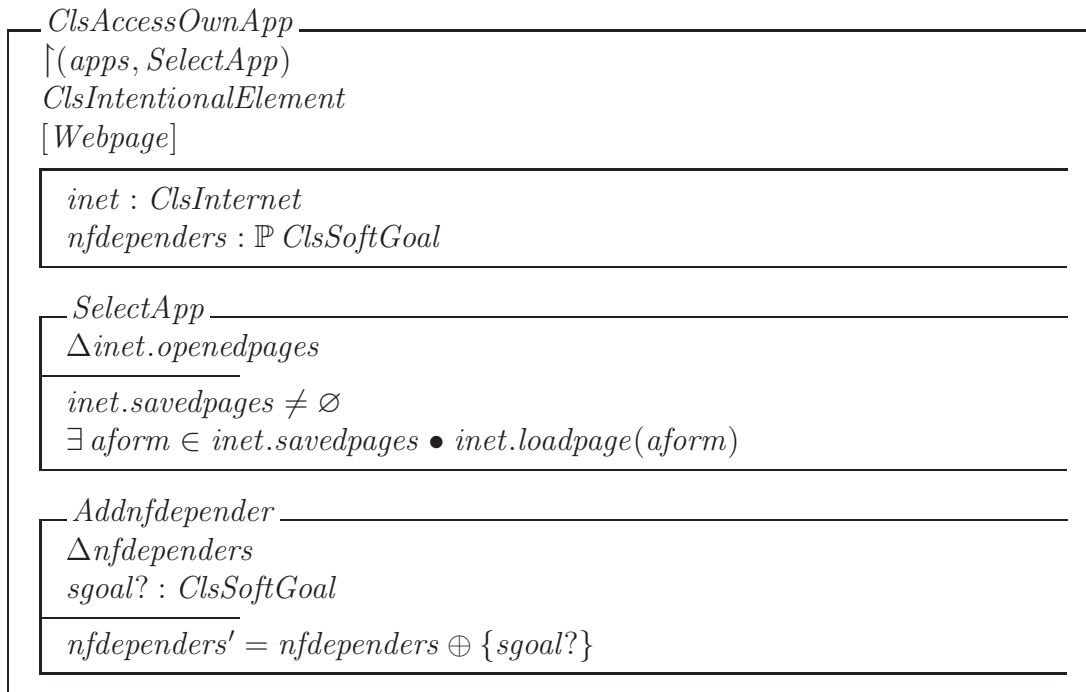 ClsAccessOwnApp
↾(apps, SelectApp)
ClsIntentionalElement
[Webpage]
inet : ClsInternet
nfdependers : ℙ ClsSoftGoal
SelectApp
Δinet.openedpages
inet.savedpages ≠ ∅
∃ aform ∈ inet.savedpages • inet.loadpage(aform)
Addnfdepender
Δnfdependers
sgoal? : ClsSoftGoal
nfdependers′ = nfdependers ⊕ {sgoal?}